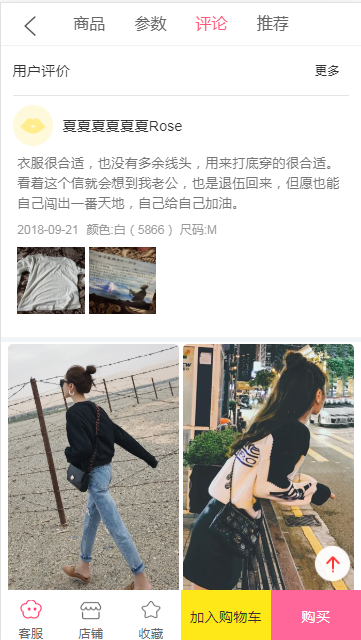 商品 参数 评论 推荐
用户评价 更多
夏夏夏夏夏夏Rose
衣服很合适，也没有多余线头，用来打底穿的很合适。
看着这个信就会想到我老公，也是退伍回来，但愿也能
自己闯出一番天地，自己给自己加油。
2018-09-21 颜色:白（5866） 尺码:M
客服 店铺 收藏 加入购物车 购买